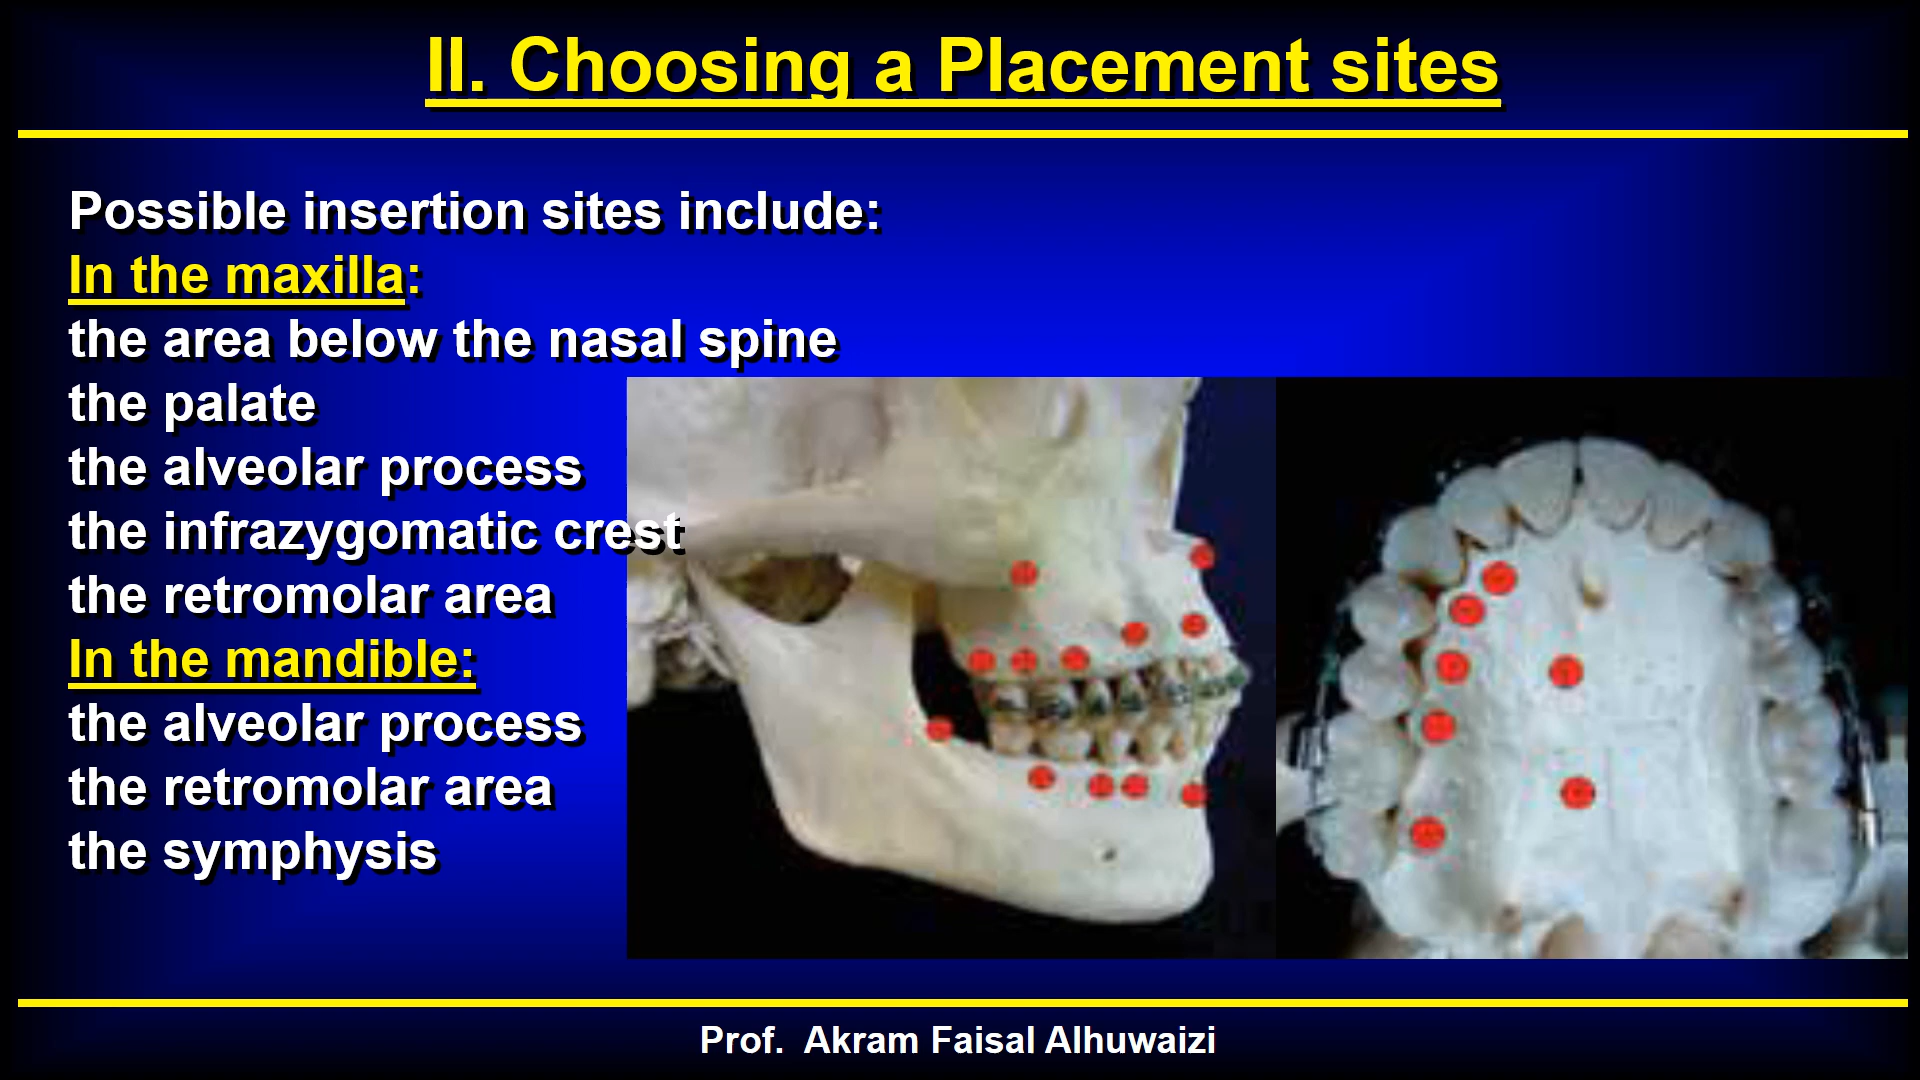 II. Choosing a Placement sites
Possible insertion sites include:
In the maxilla:
the area below the nasal spine
the palate
the alveolar process
the infrazygomatic crest
the retromolar area
In the mandible:
the alveolar process
the retromolar area
the symphysis
Prof.  Akram Faisal Alhuwaizi